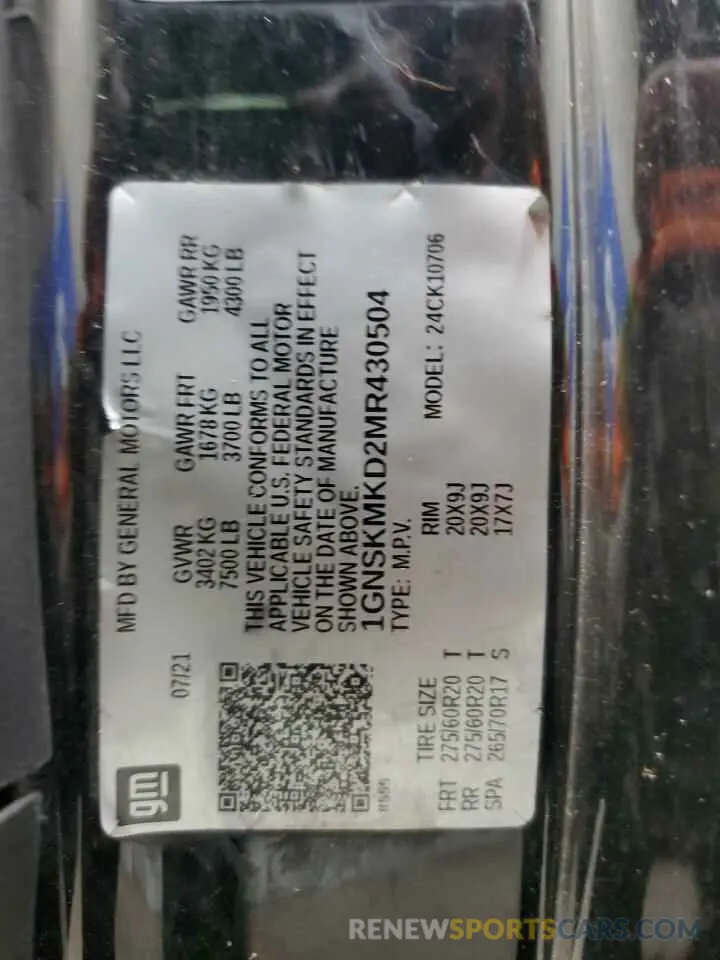 gm
MFD BY GENERAL MOTORS LLC
07/21
GVWR GAWR FRT GAWR RR
3402 KG 1678 KG 1950 KG
7500 LB 3700 LB 4300 LB
THIS VEHICLE CONFORMS TO ALL
APPLICABLE U.S. FEDERAL MOTOR
VEHICLE SAFETY STANDARDS IN EFFECT
ON THE DATE OF MANUFACTURE
SHOWN ABOVE.
1GNSKMKD2MR430504
TYPE: M.P.V. MODEL: 24CK10706
TIRE SIZE RIM
FRT 275/60R20 T 20X9J
RR 275/60R20 T 20X9J
SPA 265/70R17 S 17X7J
RENEWSPORTSCARS.COM